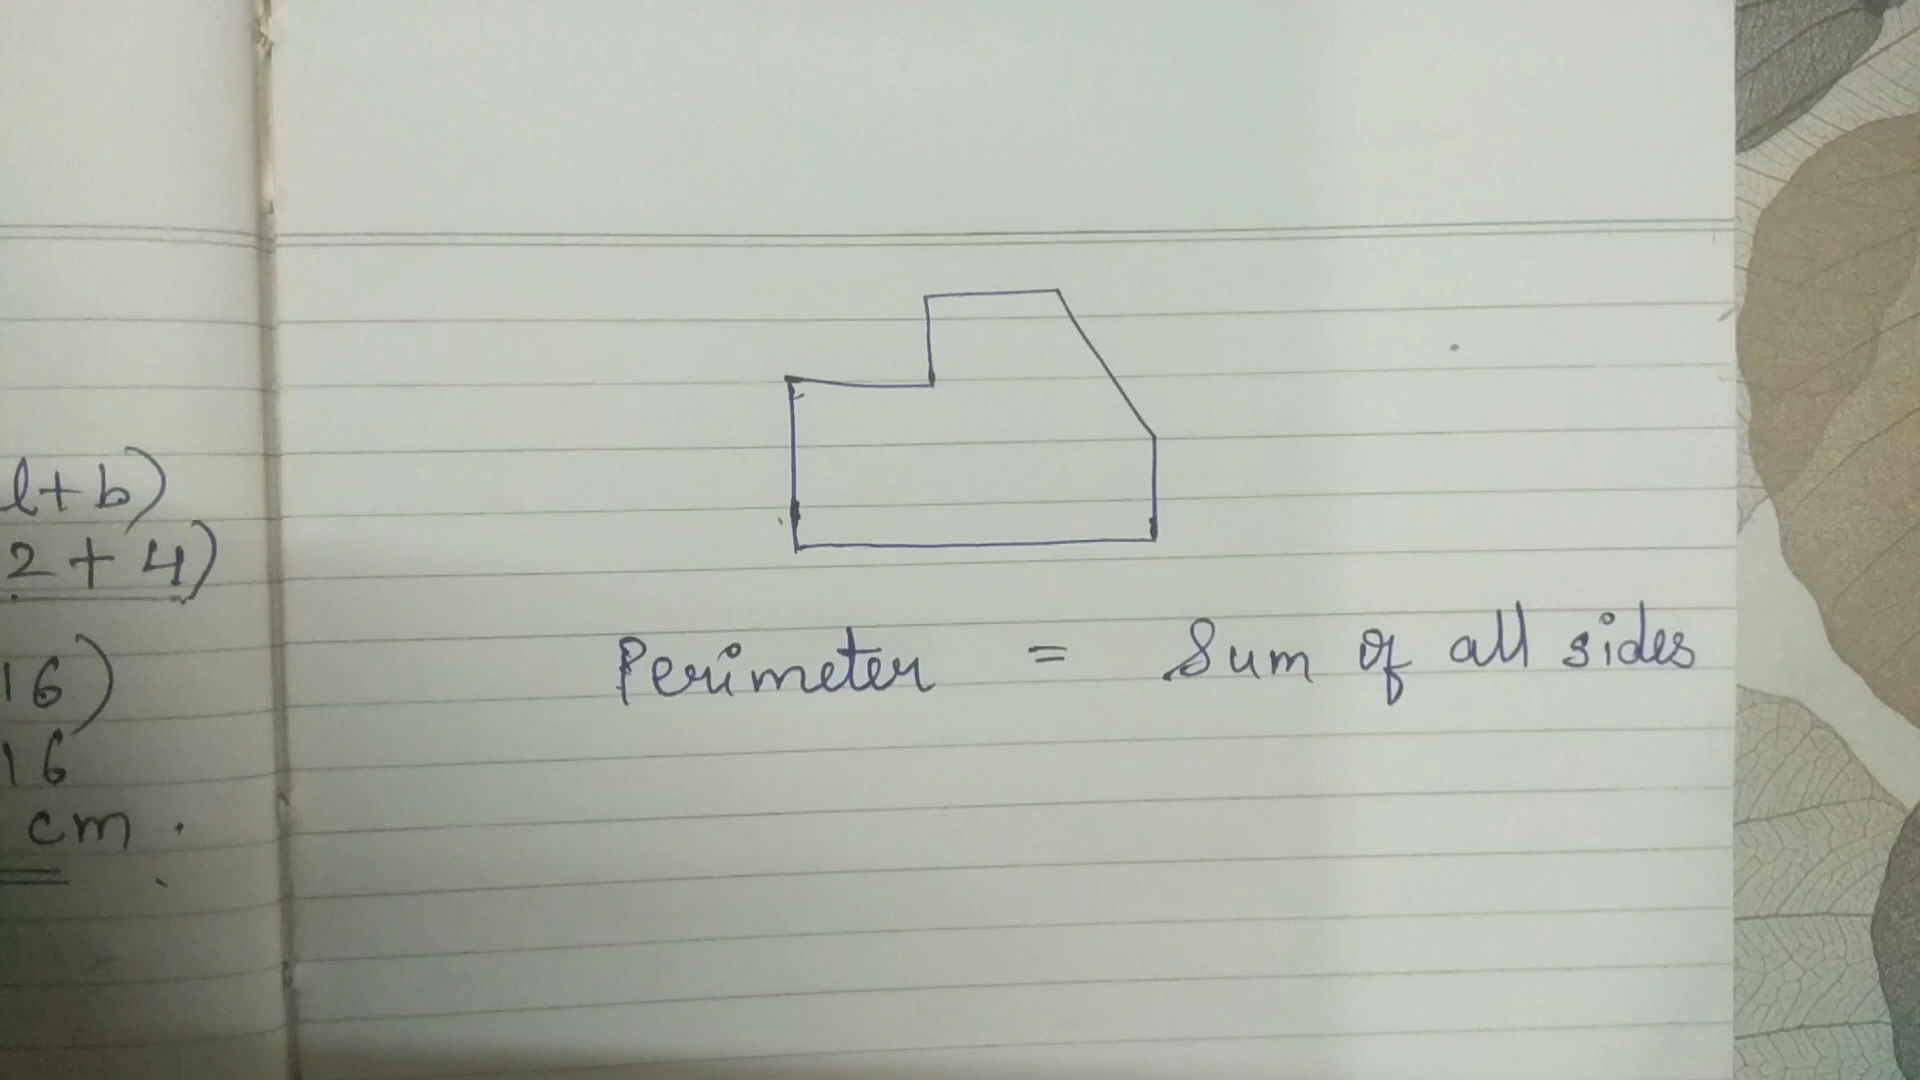 l+b)
2+4)
16)
16
cm.
Perimeter = Sum of all sides